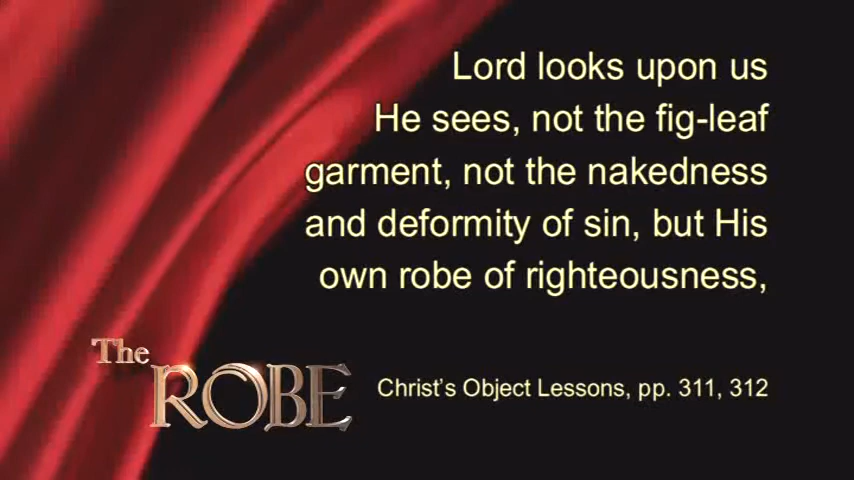 Lord looks upon us
He sees, not the fig-leaf
garment, not the nakedness
and deformity of sin, but His
own robe of righteousness,
The
ROBE
Christ's Object Lessons, pp. 311, 312